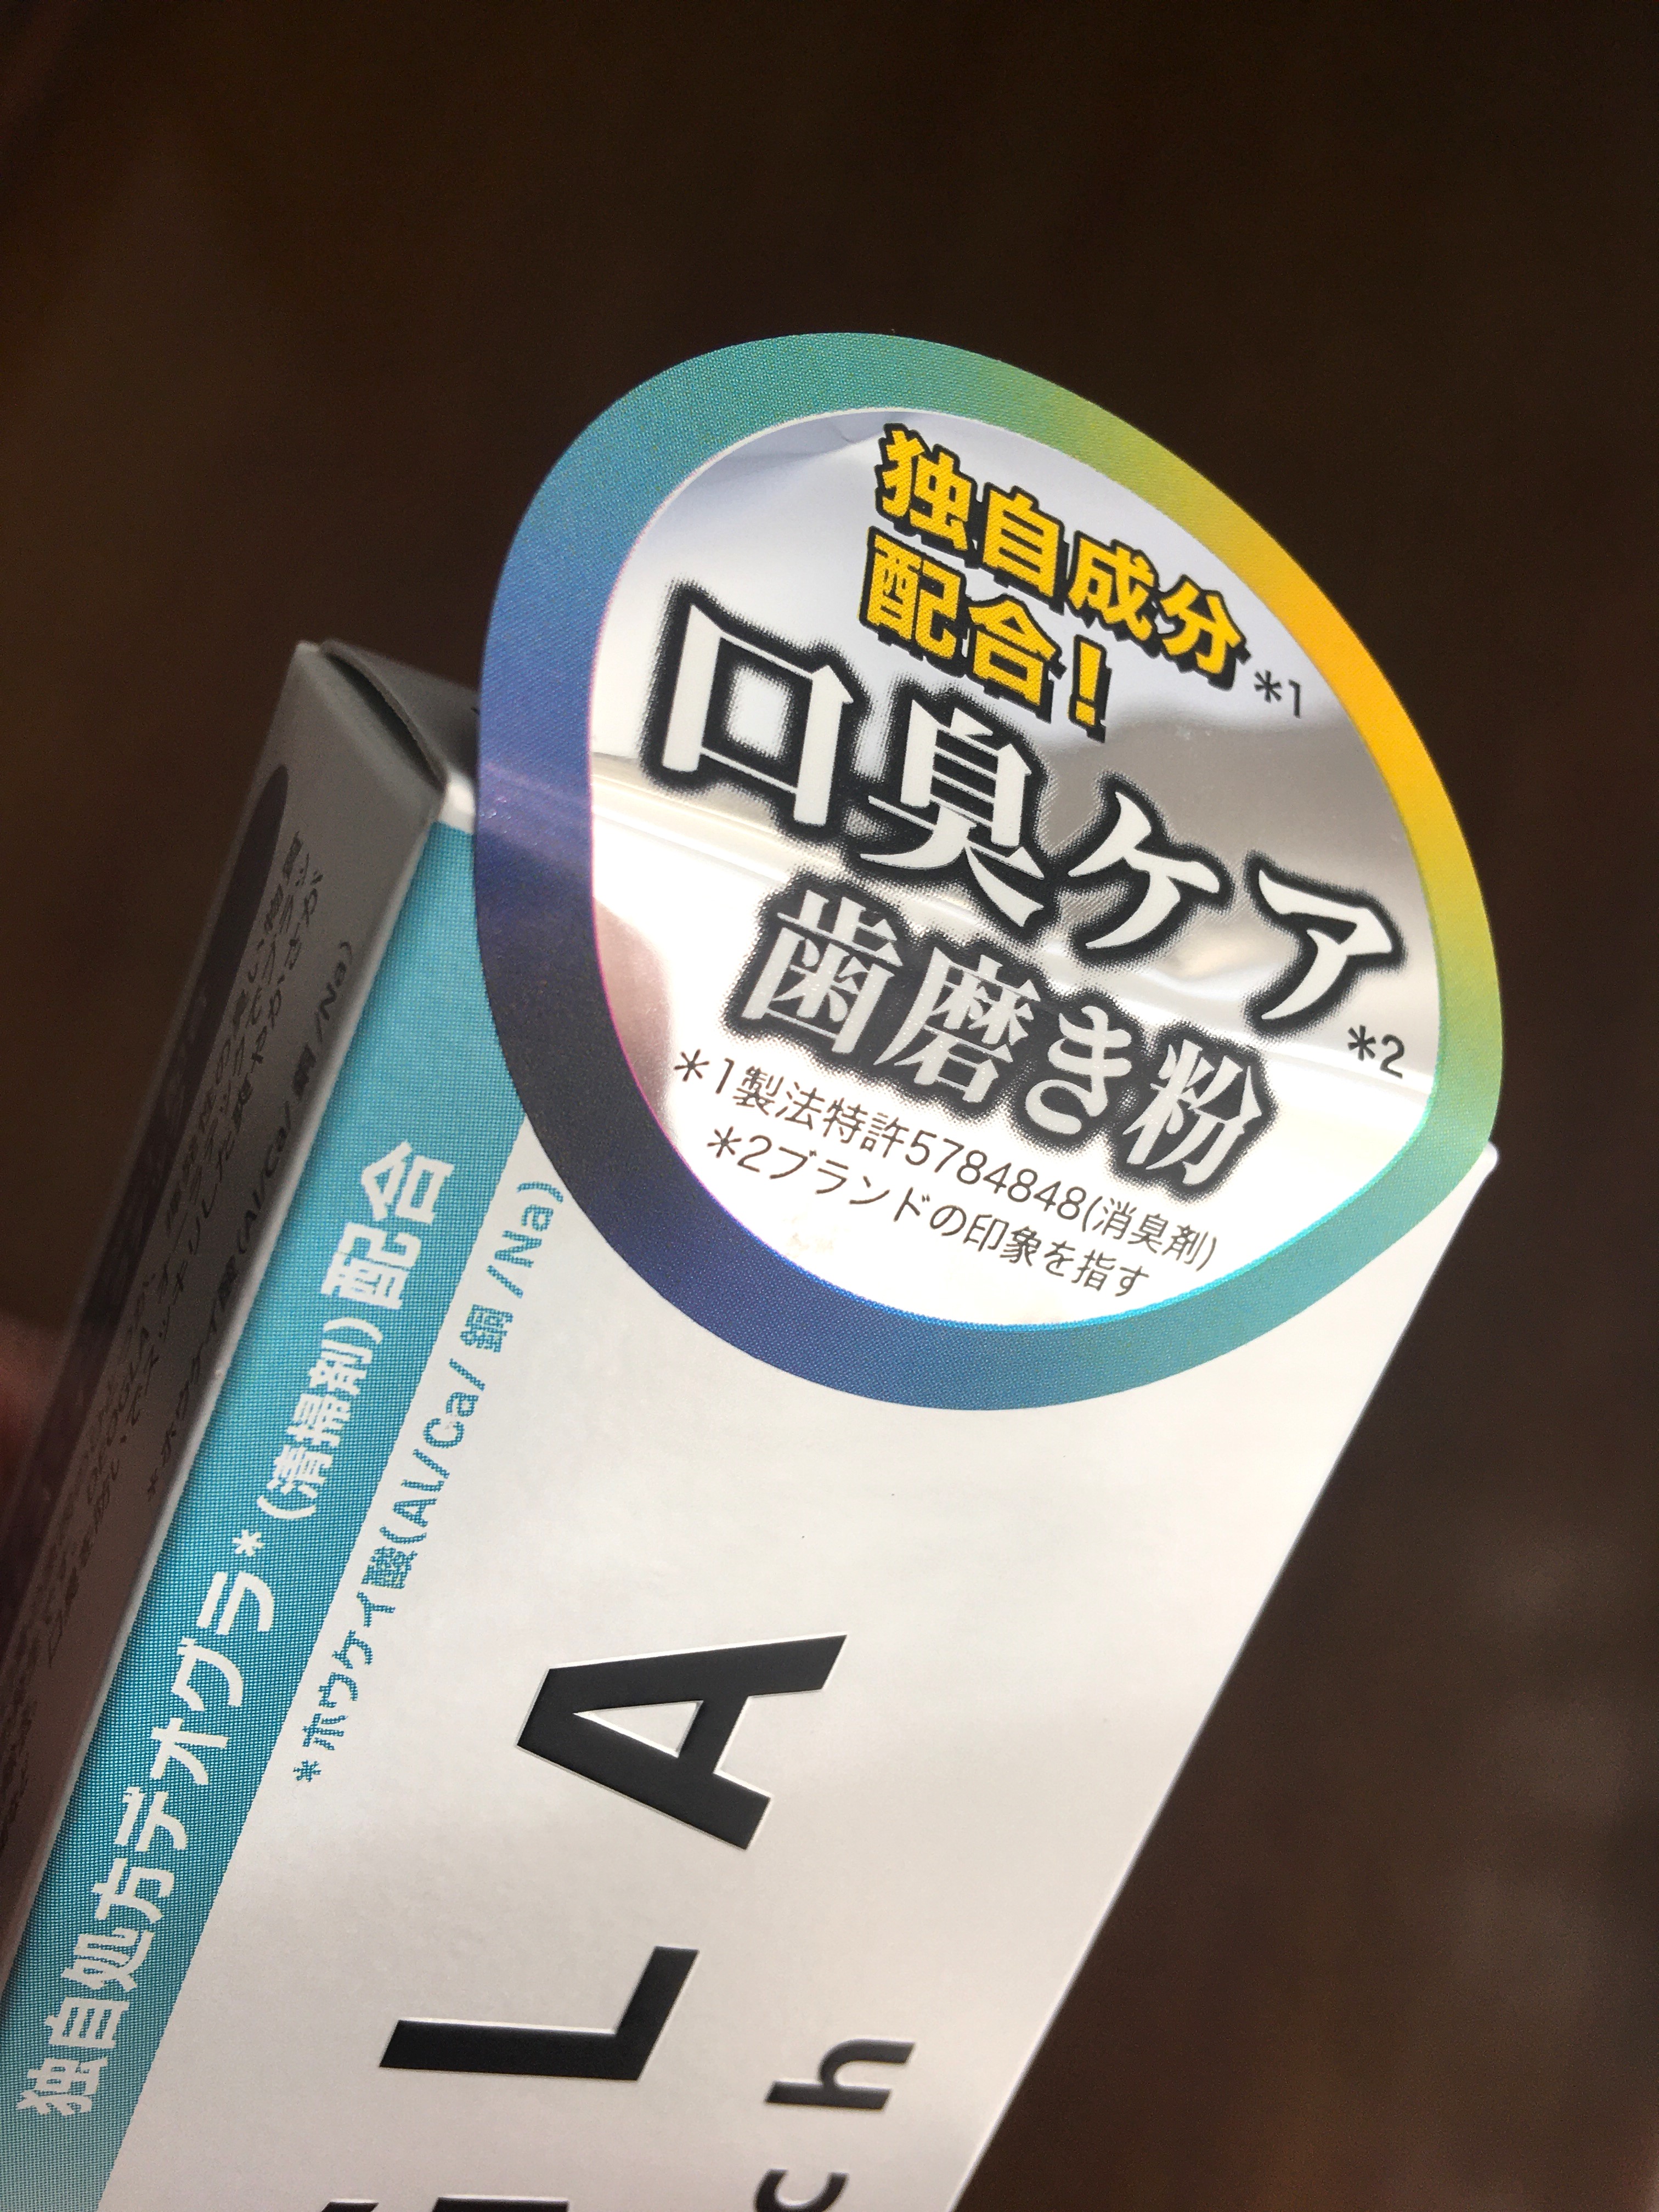 独自成分*1
配合!
口臭ケア*2
歯磨き粉
*1製法特許5784848(消臭剤)
*2ブランドの印象を指す
独自処方デオグラ*(清掃剤)配合
*ホウケイ酸(Al/Ca/銅/Na)
LA
ch